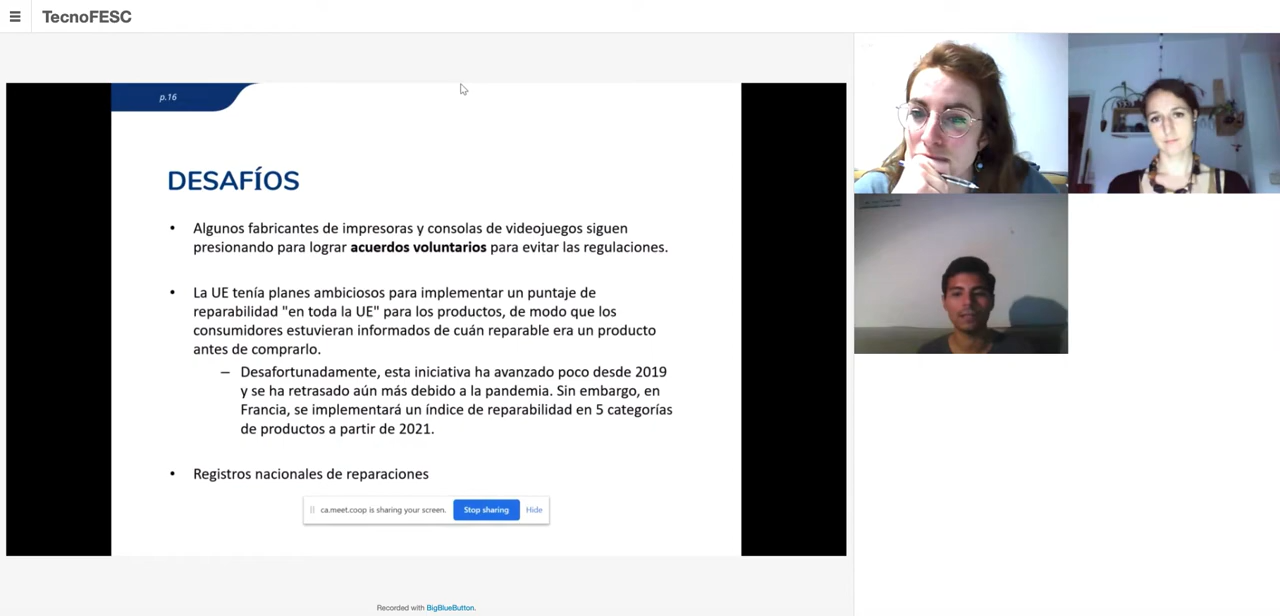 TecnoFESC
p.16
DESAFÍOS
• Algunos fabricantes de impresoras y consolas de videojuegos siguen
presionando para lograr acuerdos voluntarios para evitar las regulaciones.
• La UE tenía planes ambiciosos para implementar un puntaje de
reparabilidad "en toda la UE" para los productos, de modo que los
consumidores estuvieran informados de cuán reparable era un producto
antes de comprarlo.
– Desafortunadamente, esta iniciativa ha avanzado poco desde 2019
y se ha retrasado aún más debido a la pandemia. Sin embargo, en
Francia, se implementará un índice de reparabilidad en 5 categorías
de productos a partir de 2021.
• Registros nacionales de reparaciones
ca.meet.coop is sharing your screen. Stop sharing Hide
Recorded with BigBlueButton.